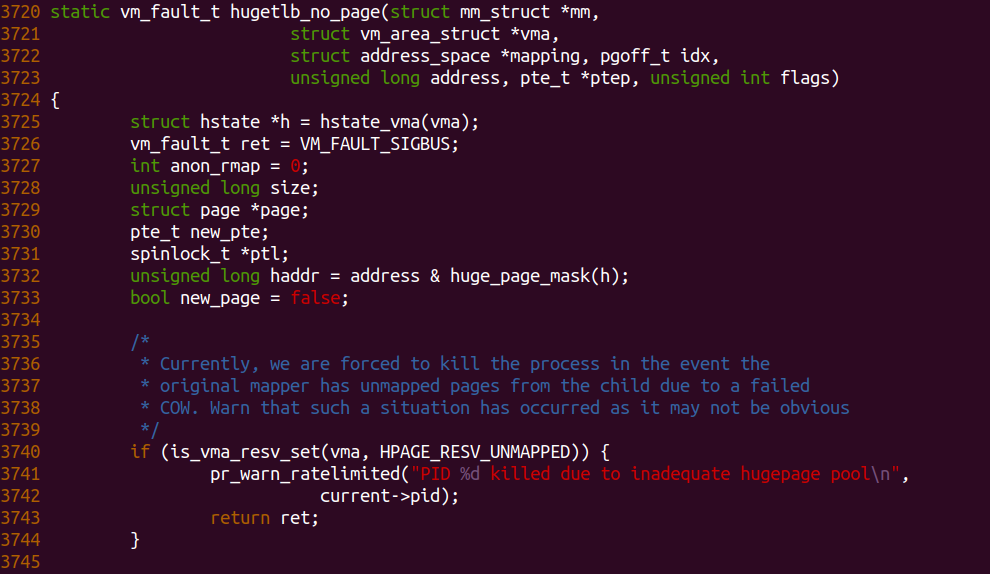 3720 static vm_fault_t hugetlb_no_page(struct mm_struct *mm,
3721                         struct vm_area_struct *vma,
3722                         struct address_space *mapping, pgoff_t idx,
3723                         unsigned long address, pte_t *ptep, unsigned int flags)
3724 {
3725         struct hstate *h = hstate_vma(vma);
3726         vm_fault_t ret = VM_FAULT_SIGBUS;
3727         int anon_rmap = 0;
3728         unsigned long size;
3729         struct page *page;
3730         pte_t new_pte;
3731         spinlock_t *ptl;
3732         unsigned long haddr = address & huge_page_mask(h);
3733         bool new_page = false;
3734
3735         /*
3736          * Currently, we are forced to kill the process in the event the
3737          * original mapper has unmapped pages from the child due to a failed
3738          * COW. Warn that such a situation has occurred as it may not be obvious
3739          */
3740         if (is_vma_resv_set(vma, HPAGE_RESV_UNMAPPED)) {
3741                 pr_warn_ratelimited("PID %d killed due to inadequate hugepage pool\n",
3742                            current->pid);
3743                 return ret;
3744         }
3745